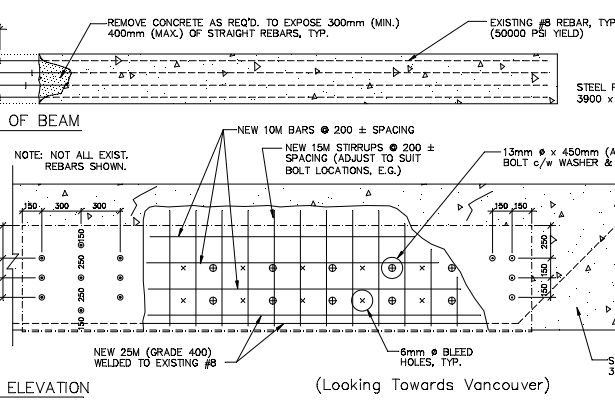 REMOVE CONCRETE AS REQ'D. TO EXPOSE 300mm (MIN.)
400mm (MAX.) OF STRAIGHT REBARS, TYP.
EXISTING #8 REBAR, TYP
(50000 PSI YIELD)
STEEL P
3900 x
OF BEAM
NEW 10M BARS @ 200 ± SPACING
NOTE: NOT ALL EXIST.
REBARS SHOWN.
NEW 15M STIRRUPS @ 200 ±
SPACING (ADJUST TO SUIT
BOLT LOCATIONS, E.G.)
13mm ø x 450mm (A
BOLT c/w WASHER &
150 300 300
150 150
150
250
250
150
250
150
150
NEW 25M (GRADE 400)
WELDED TO EXISTING #8
6mm ø BLEED
HOLES, TYP.
S
3
ELEVATION
(Looking Towards Vancouver)